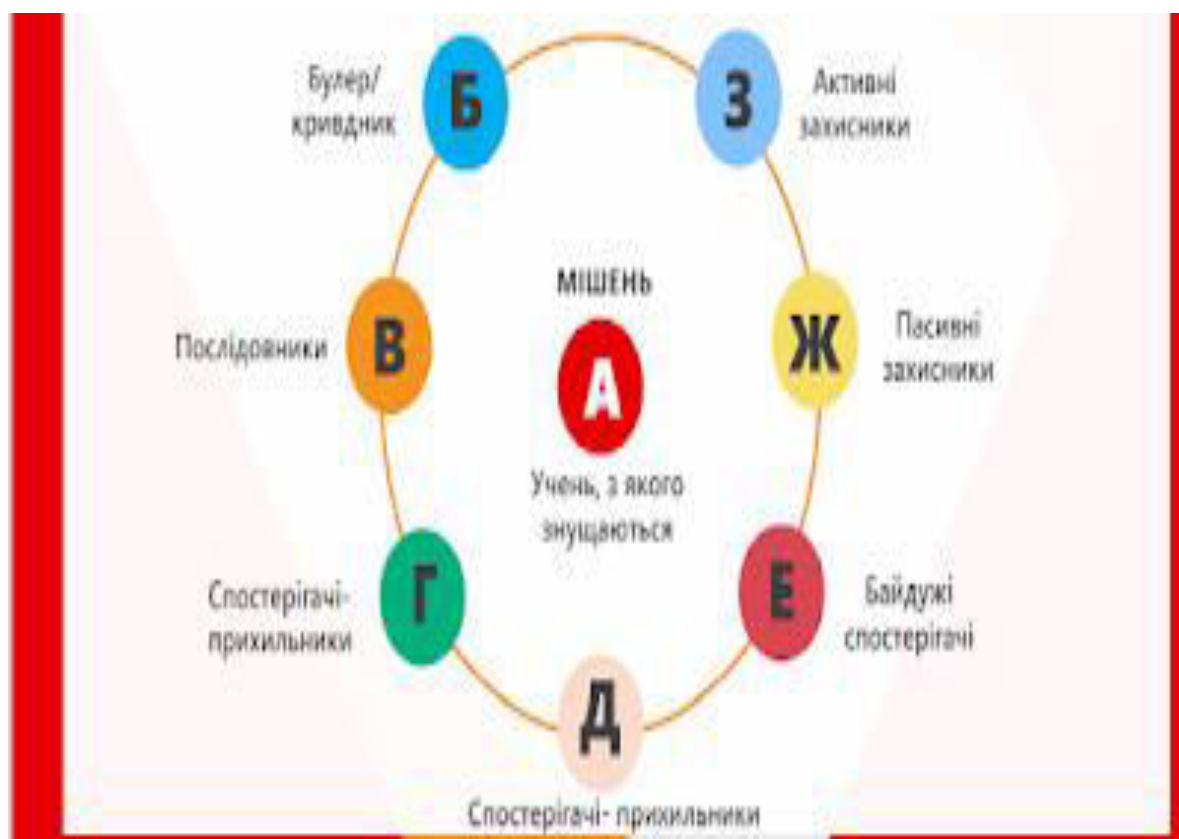 Булер/
кривдник
Б
З
Активні
захисники
МІШЕНЬ
А
Учень, з якого
знущаються
Послідовники
В
Ж
Пасивні
захисники
Спостерігачі-
прихильники
Г
Е
Байдужі
спостерігачі
Д
Спостерігачі- прихильники